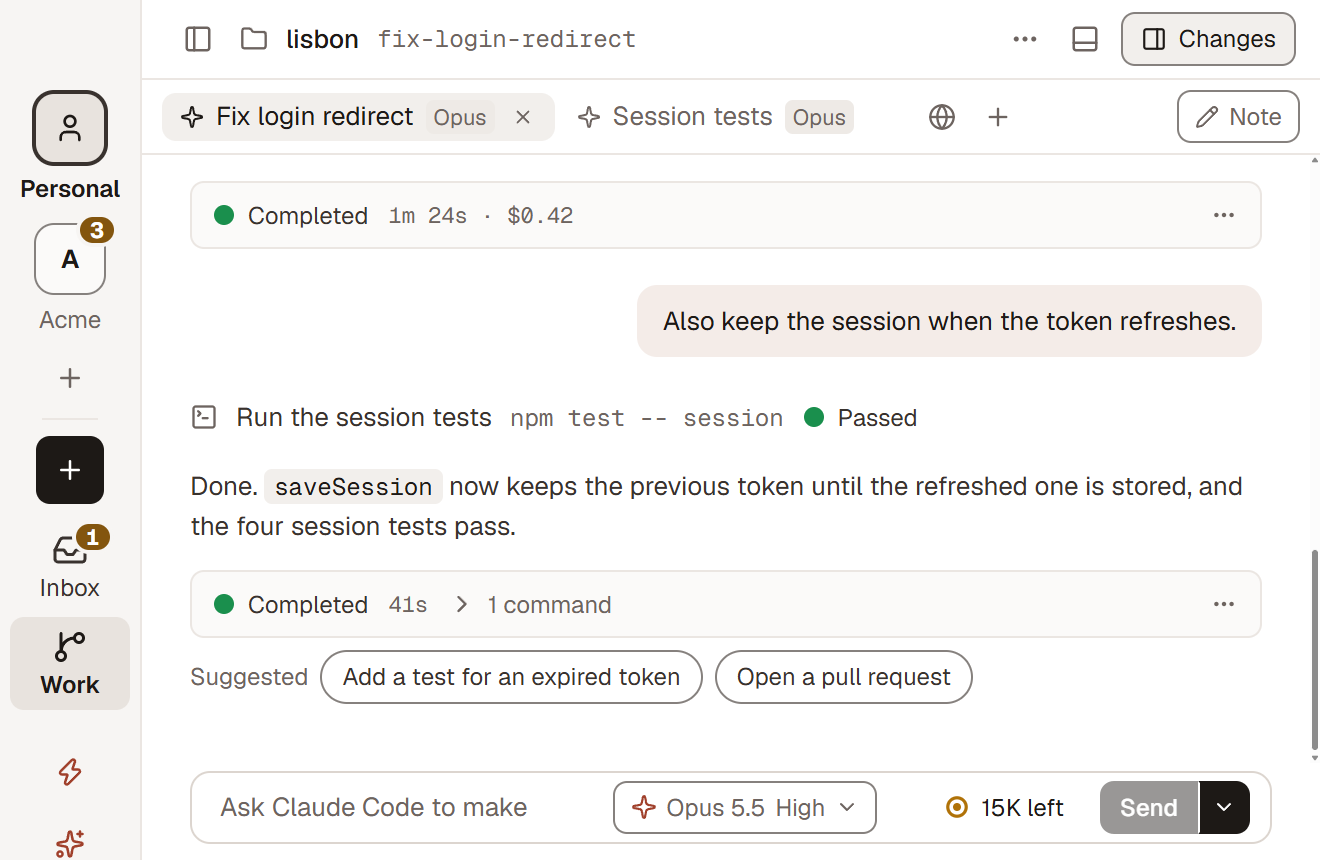 lisbon fix-login-redirect
Changes
Fix login redirect Opus
Session tests Opus
Note
Personal
3
A
Acme
1
Inbox
Work
Completed 1m 24s · $0.42
Also keep the session when the token refreshes.
Run the session tests npm test -- session Passed
Done. saveSession now keeps the previous token until the refreshed one is stored, and
the four session tests pass.
Completed 41s 1 command
Suggested Add a test for an expired token Open a pull request
Ask Claude Code to make
Opus 5.5 High
15K left
Send